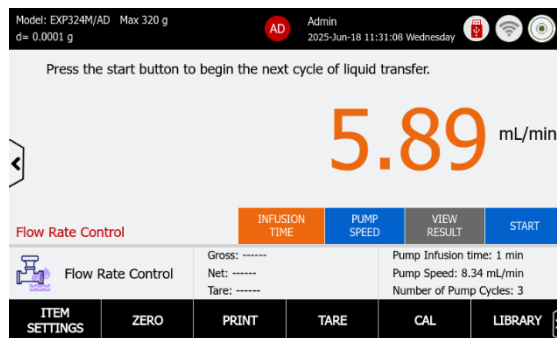 Model: EXP324M/AD Max 320 g
d= 0.0001 g
AD
Admin
2025-Jun-18 11:31:08 Wednesday
Press the start button to begin the next cycle of liquid transfer.
5.89 mL/min
Flow Rate Control
INFUSION TIME
PUMP SPEED
VIEW RESULT
START
Flow Rate Control
Gross: ------
Net: ------
Tare: ------
Pump Infusion time: 1 min
Pump Speed: 8.34 mL/min
Number of Pump Cycles: 3
ITEM SETTINGS
ZERO
PRINT
TARE
CAL
LIBRARY